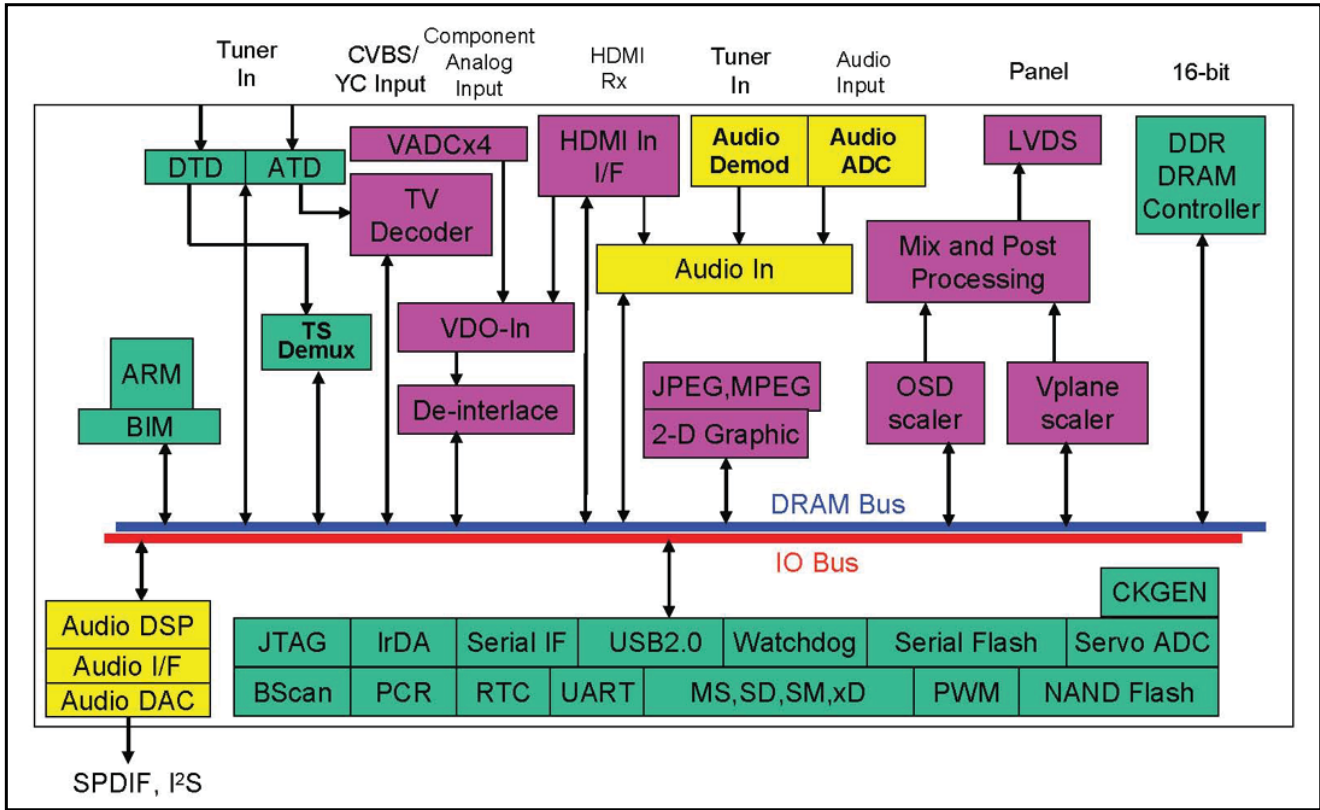 Tuner
In
CVBS/
YC Input
Component
Analog
Input
HDMI
Rx
Tuner
In
Audio
Input
Panel
16-bit
DTD
ATD
VADCx4
TV
Decoder
HDMI In
I/F
Audio
Demod
Audio
ADC
LVDS
DDR
DRAM
Controller
Audio In
Mix and Post
Processing
TS
Demux
VDO-In
ARM
BIM
De-interlace
JPEG,MPEG
2-D Graphic
OSD
scaler
Vplane
scaler
DRAM Bus
IO Bus
CKGEN
Audio DSP
Audio I/F
Audio DAC
JTAG
IrDA
Serial IF
USB2.0
Watchdog
Serial Flash
Servo ADC
BScan
PCR
RTC
UART
MS,SD,SM,xD
PWM
NAND Flash
SPDIF, I²S